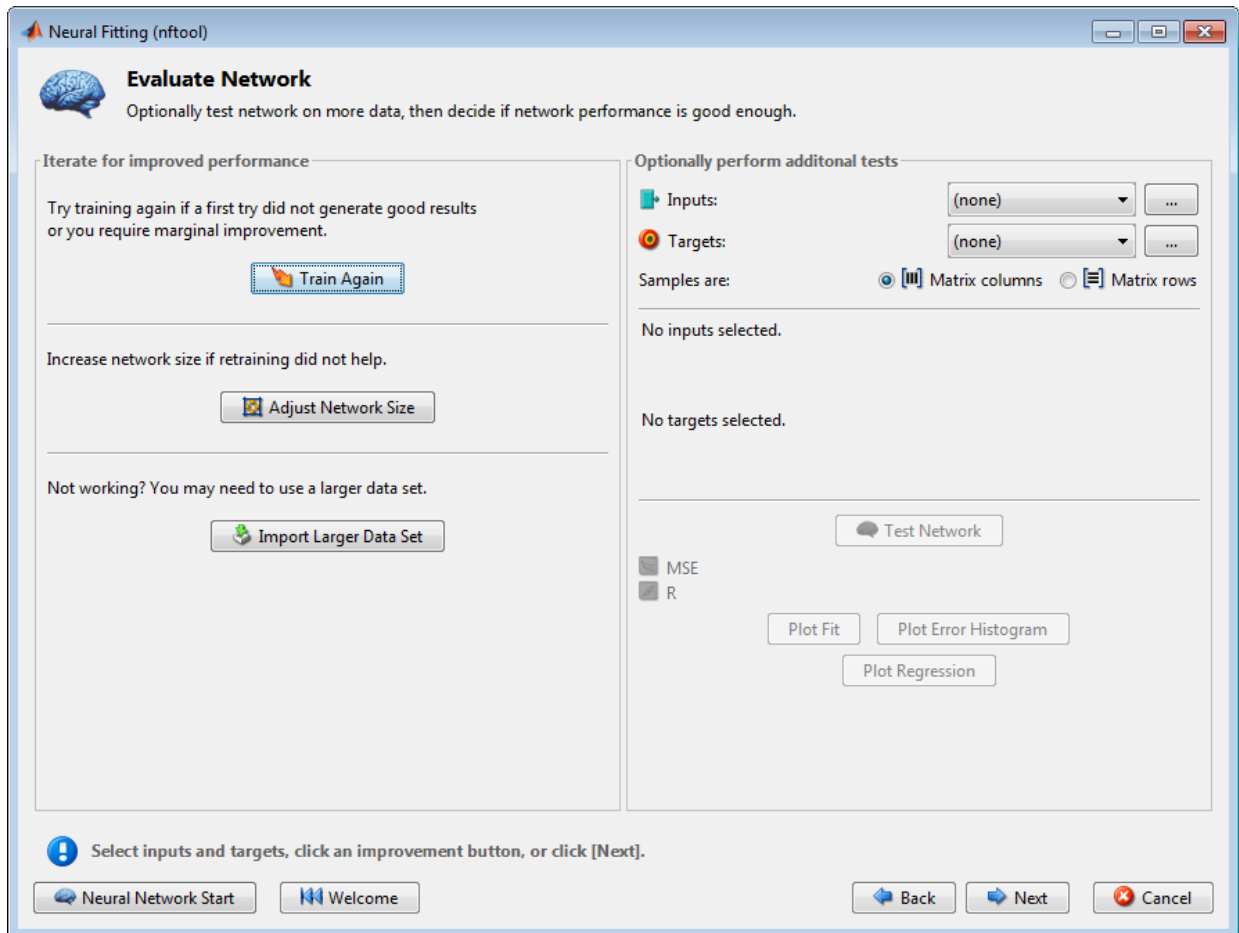 Neural Fitting (nftool)
Evaluate Network
Optionally test network on more data, then decide if network performance is good enough.
Iterate for improved performance
Try training again if a first try did not generate good results
or you require marginal improvement.
Train Again
Increase network size if retraining did not help.
Adjust Network Size
Not working? You may need to use a larger data set.
Import Larger Data Set
Optionally perform additonal tests
Inputs: (none) ...
Targets: (none) ...
Samples are: Matrix columns Matrix rows
No inputs selected.
No targets selected.
Test Network
MSE
R
Plot Fit Plot Error Histogram
Plot Regression
Select inputs and targets, click an improvement button, or click [Next].
Neural Network Start Welcome Back Next Cancel